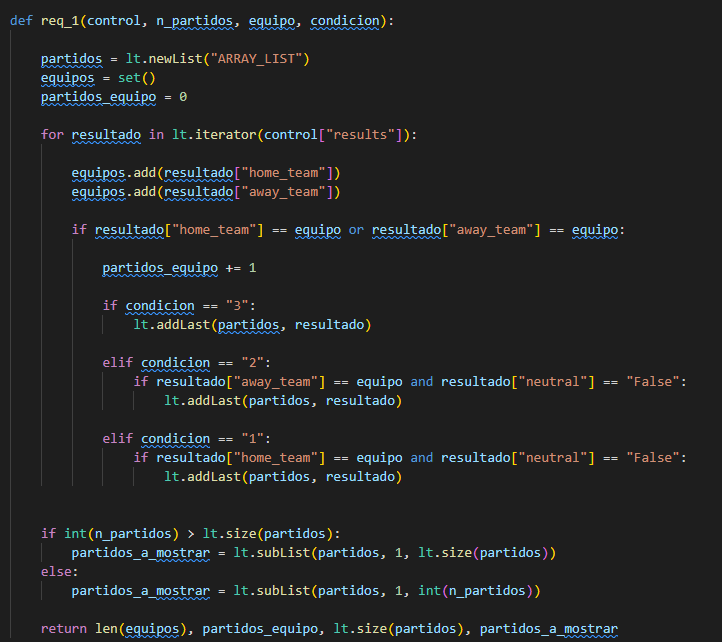 def req_1(control, n_partidos, equipo, condicion):
partidos = lt.newList("ARRAY_LIST")
equipos = set()
partidos_equipo = 0
for resultado in lt.iterator(control["results"]):
equipos.add(resultado["home_team"])
equipos.add(resultado["away_team"])
if resultado["home_team"] == equipo or resultado["away_team"] == equipo:
partidos_equipo += 1
if condicion == "3":
lt.addLast(partidos, resultado)
elif condicion == "2":
if resultado["away_team"] == equipo and resultado["neutral"] == "False":
lt.addLast(partidos, resultado)
elif condicion == "1":
if resultado["home_team"] == equipo and resultado["neutral"] == "False":
lt.addLast(partidos, resultado)
if int(n_partidos) > lt.size(partidos):
partidos_a_mostrar = lt.subList(partidos, 1, lt.size(partidos))
else:
partidos_a_mostrar = lt.subList(partidos, 1, int(n_partidos))
return len(equipos), partidos_equipo, lt.size(partidos), partidos_a_mostrar